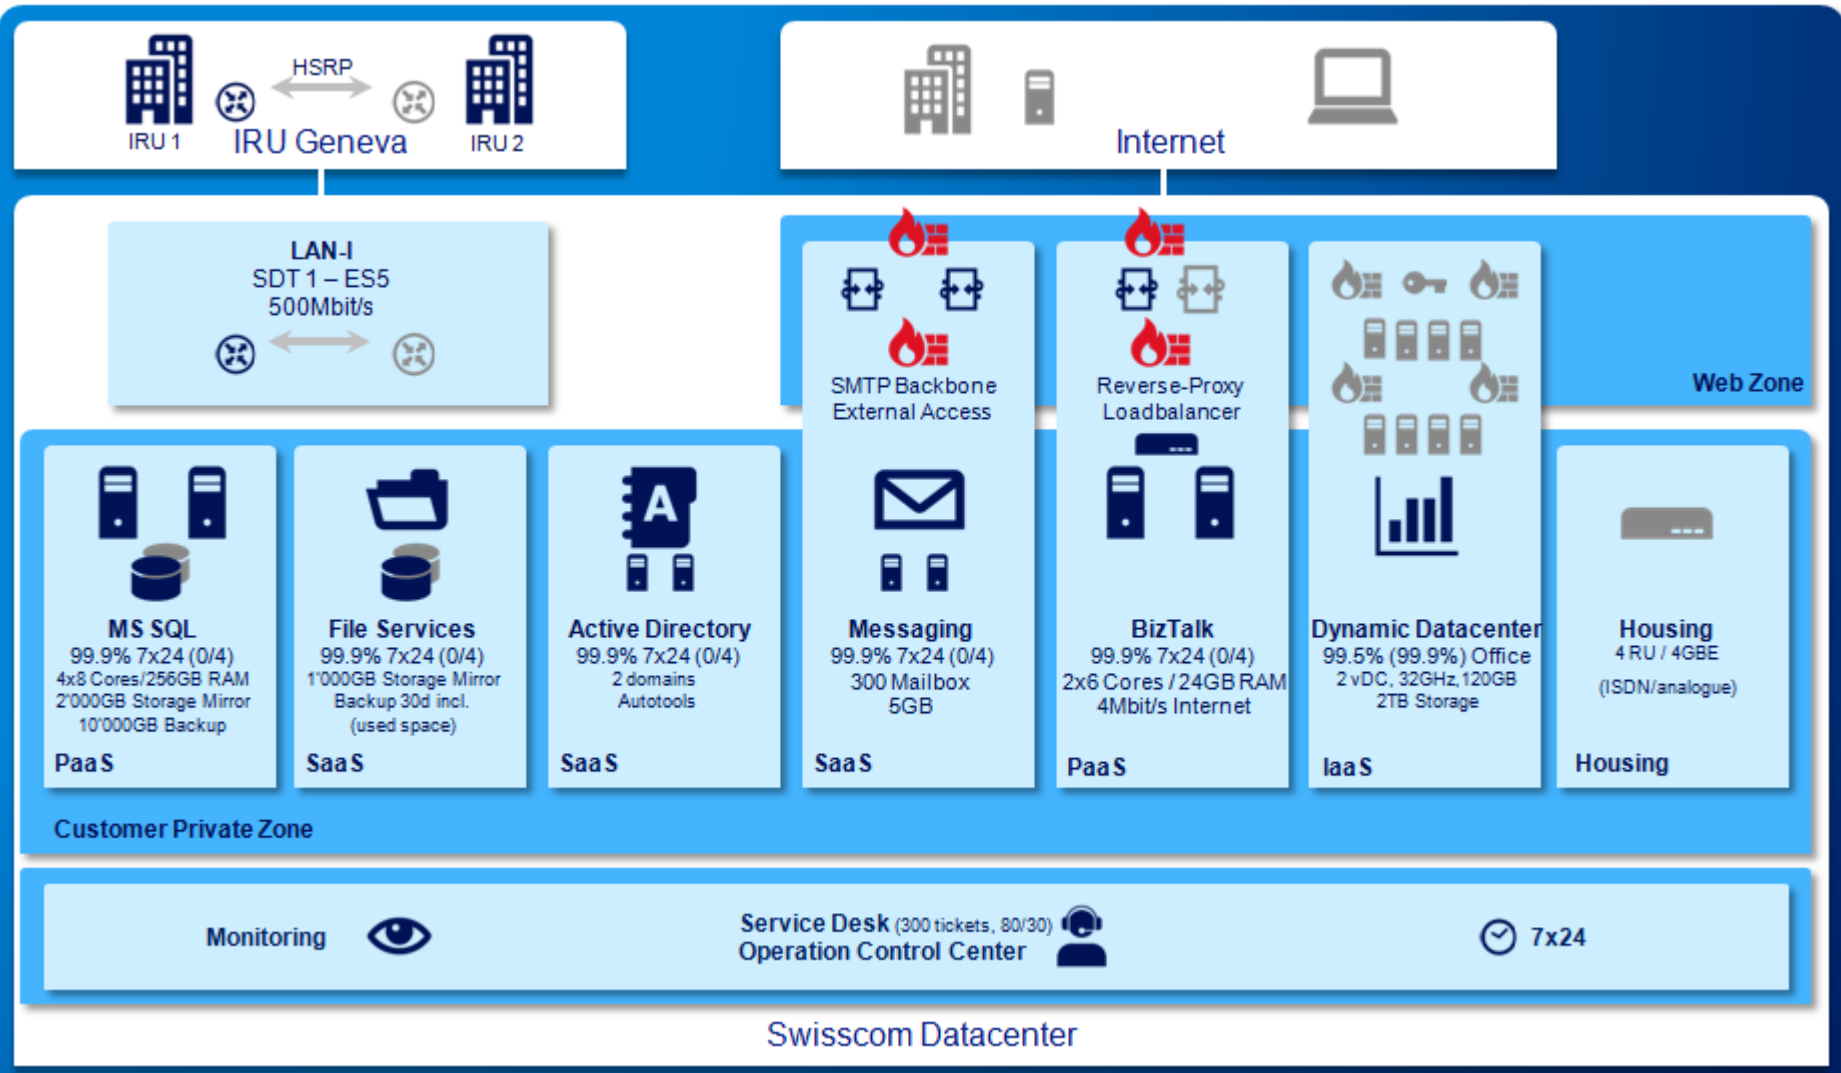 HSRP
IRU 1
IRU Geneva
IRU 2
Internet
LAN-I
SDT 1 – ES5
500Mbit/s
SMTP Backbone
External Access
Reverse-Proxy
Loadbalancer
Web Zone
A
MS SQL
99.9% 7x24 (0/4)
4x8 Cores/256GB RAM
2'000GB Storage Mirror
10'000GB Backup
PaaS
File Services
99.9% 7x24 (0/4)
1'000GB Storage Mirror
Backup 30d incl.
(used space)
SaaS
Active Directory
99.9% 7x24 (0/4)
2 domains
Autotools
SaaS
Messaging
99.9% 7x24 (0/4)
300 Mailbox
5GB
SaaS
BizTalk
99.9% 7x24 (0/4)
2x6 Cores / 24GB RAM
4Mbit/s Internet
PaaS
Dynamic Datacenter
99.5% (99.9%) Office
2 vDC, 32GHz, 120GB
2TB Storage
IaaS
Housing
4 RU / 4GBE
(ISDN/analogue)
Housing
Customer Private Zone
Monitoring
Service Desk (300 tickets, 80/30)
Operation Control Center
7x24
Swisscom Datacenter